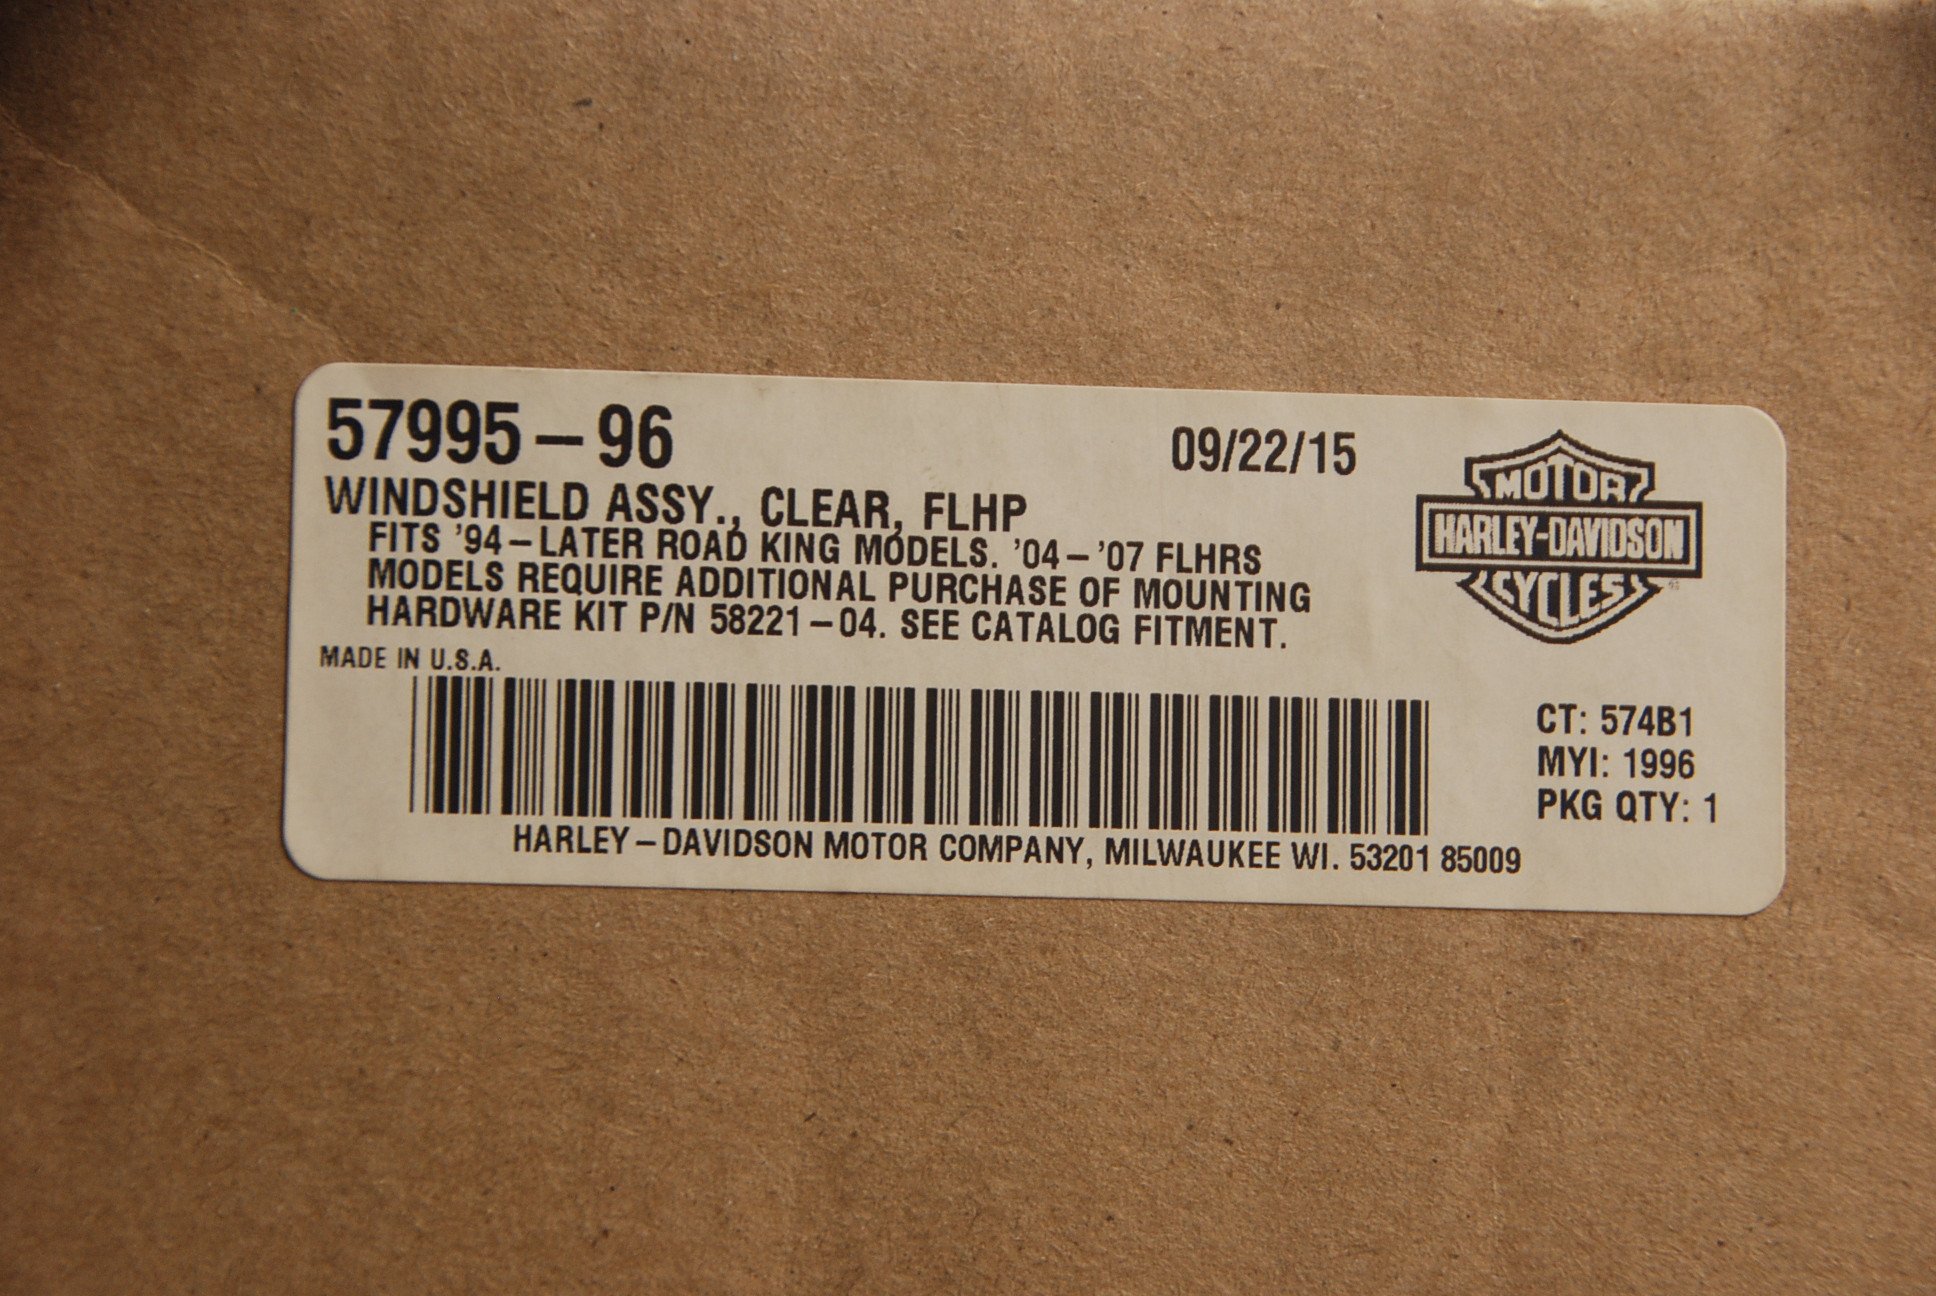 57995-96
09/22/15
WINDSHIELD ASSY., CLEAR, FLHP
FITS '94-LATER ROAD KING MODELS. '04-'07 FLHRS
MODELS REQUIRE ADDITIONAL PURCHASE OF MOUNTING
HARDWARE KIT P/N 58221-04. SEE CATALOG FITMENT.
MADE IN U.S.A.
MOTOR
HARLEY-DAVIDSON
CYCLES
CT: 574B1
MYI: 1996
PKG QTY: 1
HARLEY-DAVIDSON MOTOR COMPANY, MILWAUKEE WI. 53201 85009